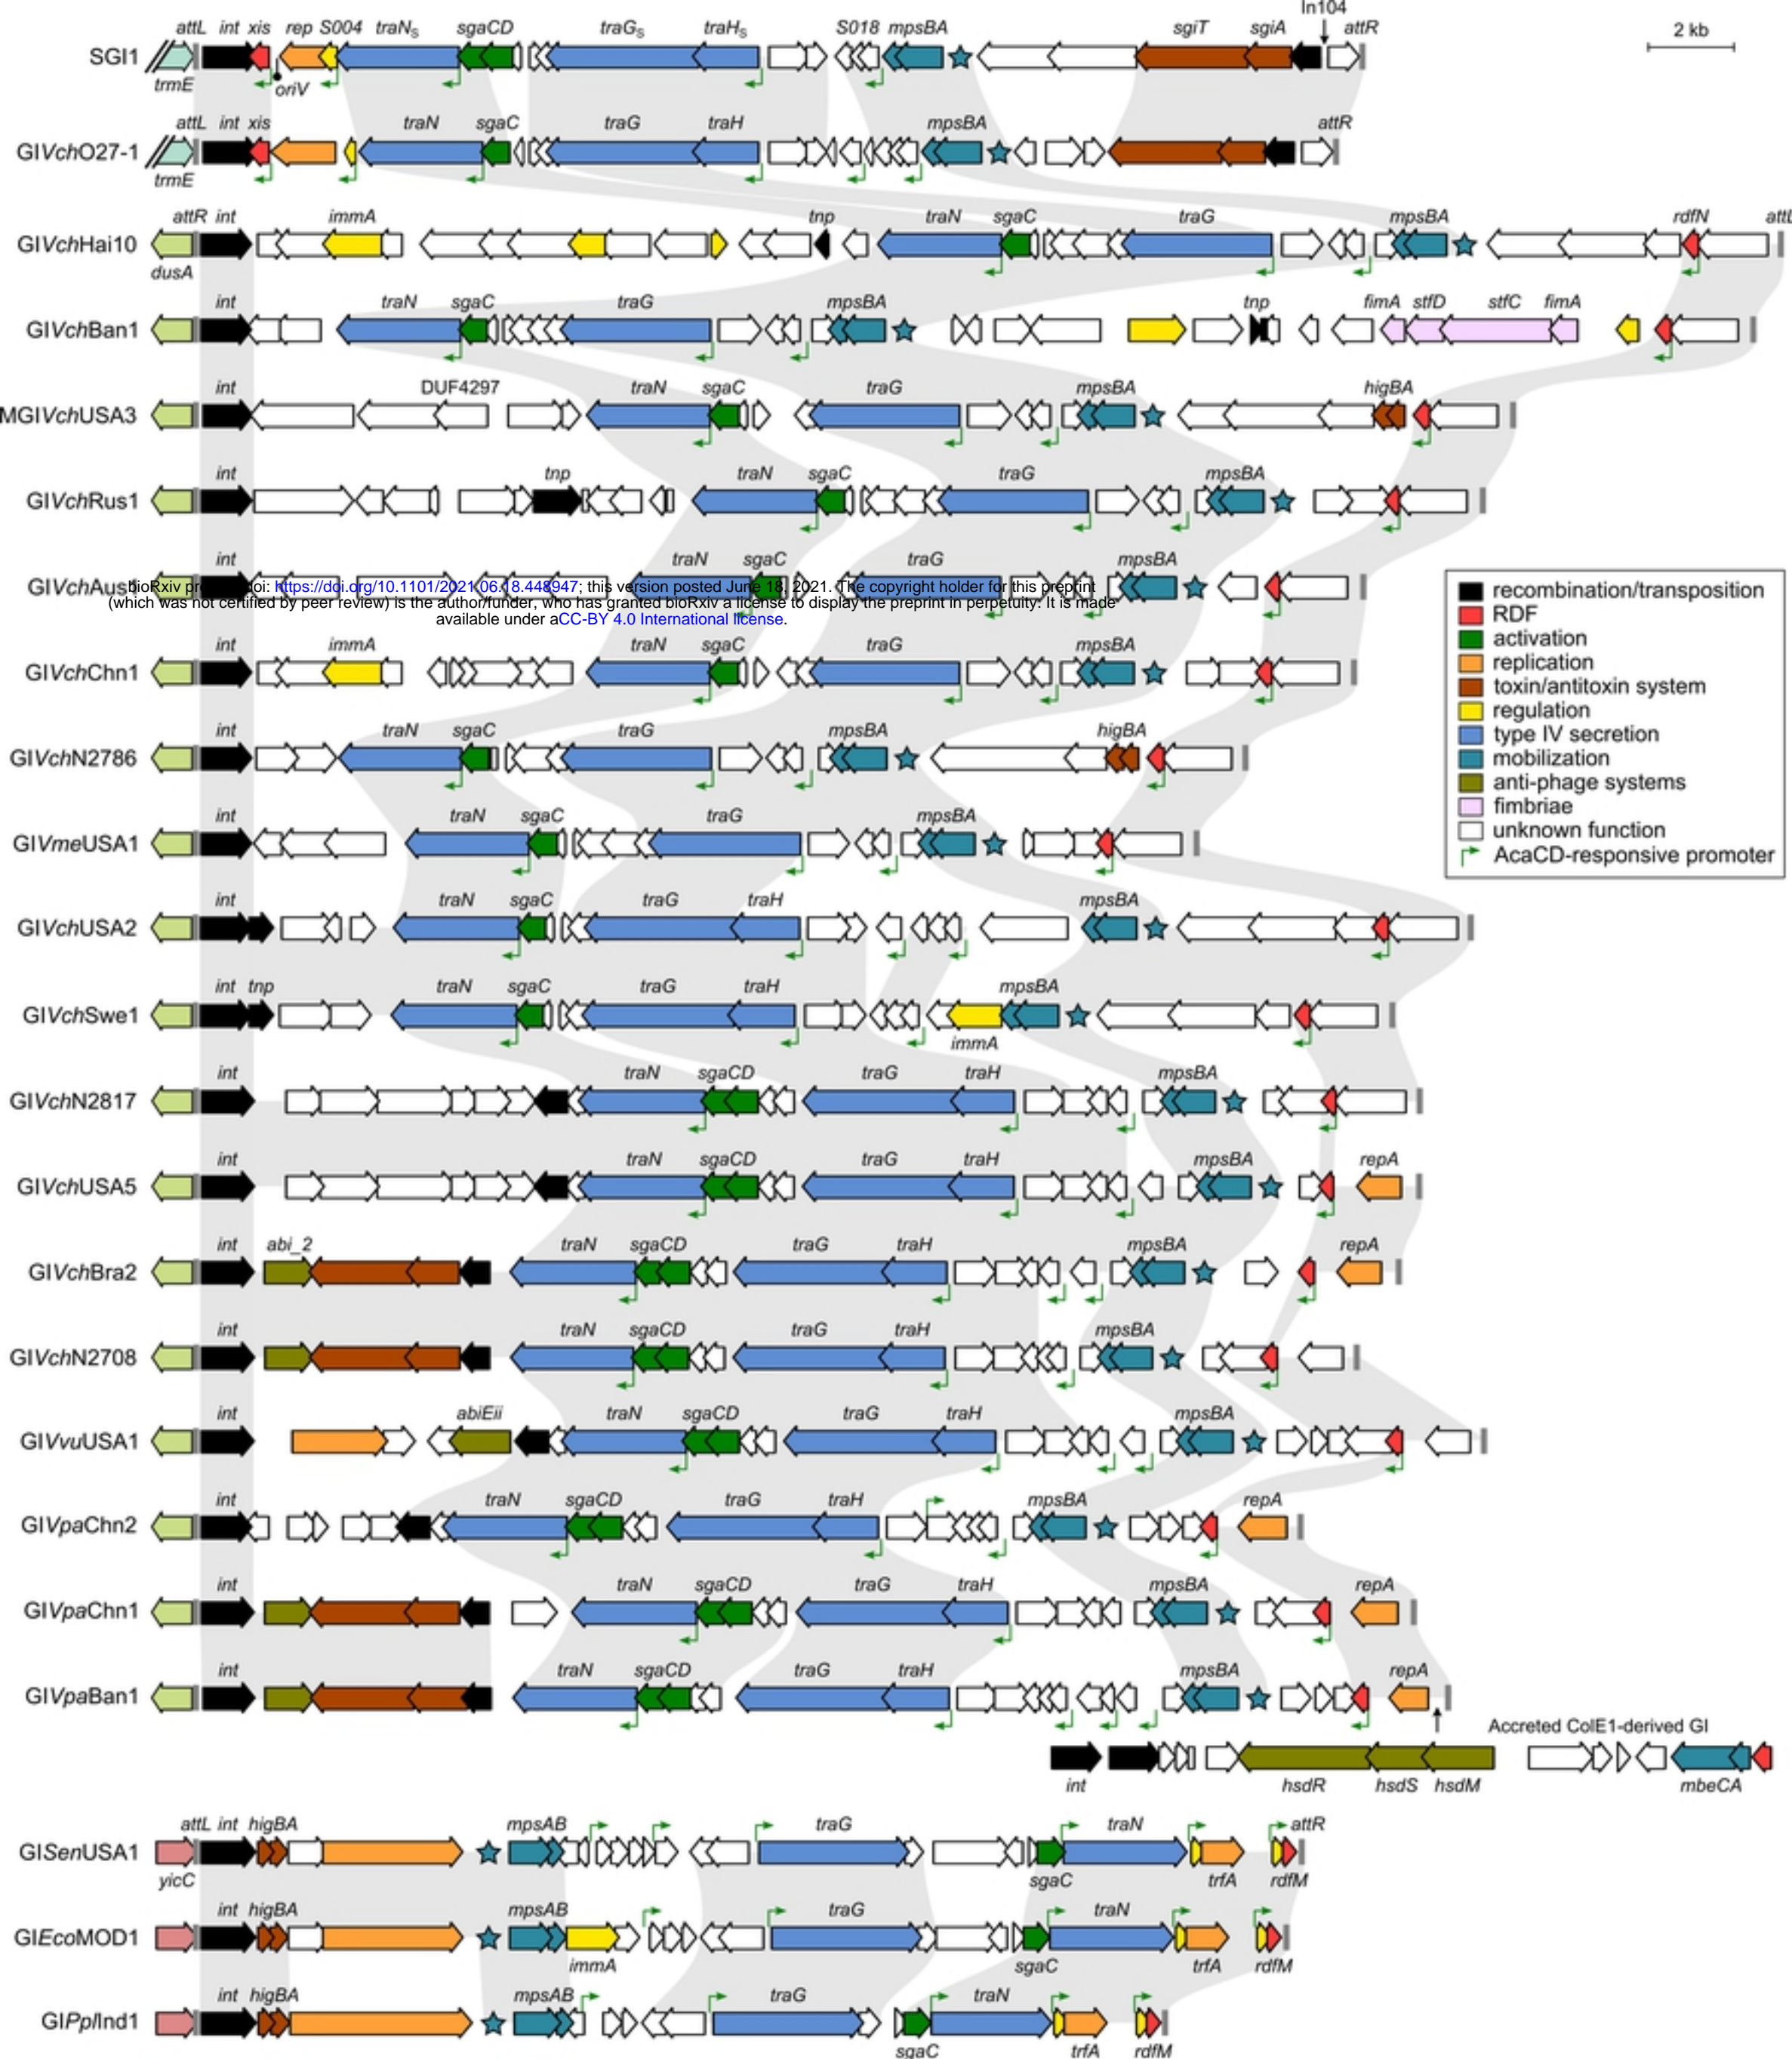 In104
attL int xis rep S004 traNS sgaCD traGS traHS S018 mpsBA sgiT sgiA attR
2 kb
SGI1
trmE oriV
attL int xis traN sgaC traG traH mpsBA attR
GIVchO27-1
trmE
attR int immA tnp traN sgaC traG mpsBA rdfN attL
GIVchHai10
dusA
int traN sgaC traG mpsBA tnp fimA stfD stfC fimA
GIVchBan1
int DUF4297 traN sgaC traG mpsBA higBA
MGIVchUSA3
int tnp traN sgaC traG mpsBA
GIVchRus1
int traN sgaC traG mpsBA
GIVchAus
bioRxiv pr oi: https://doi.org/10.1101/2021.06.18.448947; this version posted June 18, 2021. The copyright holder for this preprint
(which was not certified by peer review) is the author/funder, who has granted bioRxiv a license to display the preprint in perpetuity. It is made
available under aCC-BY 4.0 International license.
recombination/transposition
RDF
activation
replication
toxin/antitoxin system
regulation
type IV secretion
mobilization
anti-phage systems
fimbriae
unknown function
AcaCD-responsive promoter
int immA traN sgaC traG mpsBA
GIVchChn1
int traN sgaC traG mpsBA higBA
GIVchN2786
int traN sgaC traG mpsBA
GIVmeUSA1
int traN sgaC traG traH mpsBA
GIVchUSA2
int tnp traN sgaC traG traH mpsBA
GIVchSwe1
immA
int traN sgaCD traG traH mpsBA
GIVchN2817
int traN sgaCD traG traH mpsBA repA
GIVchUSA5
int abi_2 traN sgaCD traG traH mpsBA repA
GIVchBra2
int traN sgaCD traG traH mpsBA
GIVchN2708
int abiEii traN sgaCD traG traH mpsBA
GIVvuUSA1
int traN sgaCD traG traH mpsBA repA
GIVpaChn2
int traN sgaCD traG traH mpsBA repA
GIVpaChn1
int traN sgaCD traG traH mpsBA repA
GIVpaBan1
Accreted ColE1-derived GI
int hsdR hsdS hsdM mbeCA
attL int higBA mpsAB traG traN attR
GISenUSA1
yicC sgaC trfA rdfM
int higBA mpsAB traG traN
GIEcoMOD1
immA sgaC trfA rdfM
int higBA mpsAB traG traN
GIPplInd1
sgaC trfA rdfM